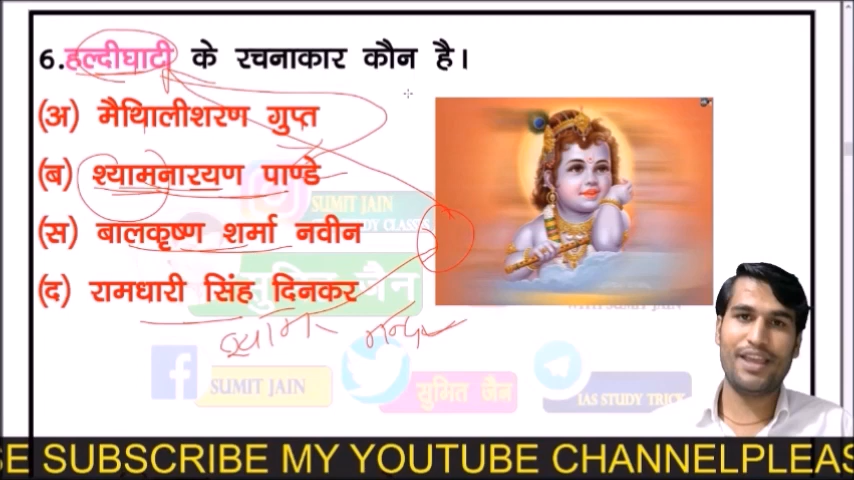 6.हल्दीघाटी के रचनाकार कौन है।
(अ) मैथिालीशरण गुप्त
(ब) श्यामनारयण पाण्डे
SUMIT JAIN
(स) बालकृष्ण शर्मा नवीन
(द) रामधारी सिंह दिनकर
सुमित जैन
श्याम
SUMIT JAIN
सुमित जैन
IAS STUDY TRICK
SE SUBSCRIBE MY YOUTUBE CHANNELPLEAS